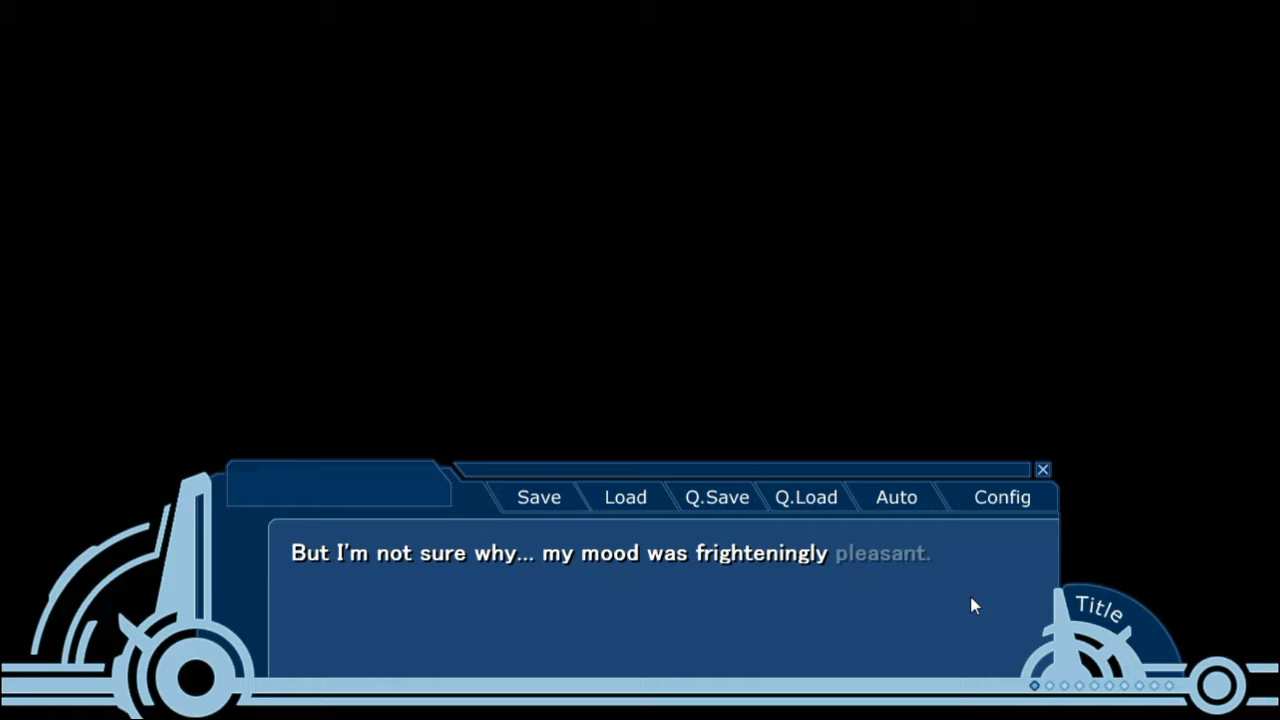 Save Load Q.Save Q.Load Auto Config
But I'm not sure why... my mood was frighteningly pleasant.
Title